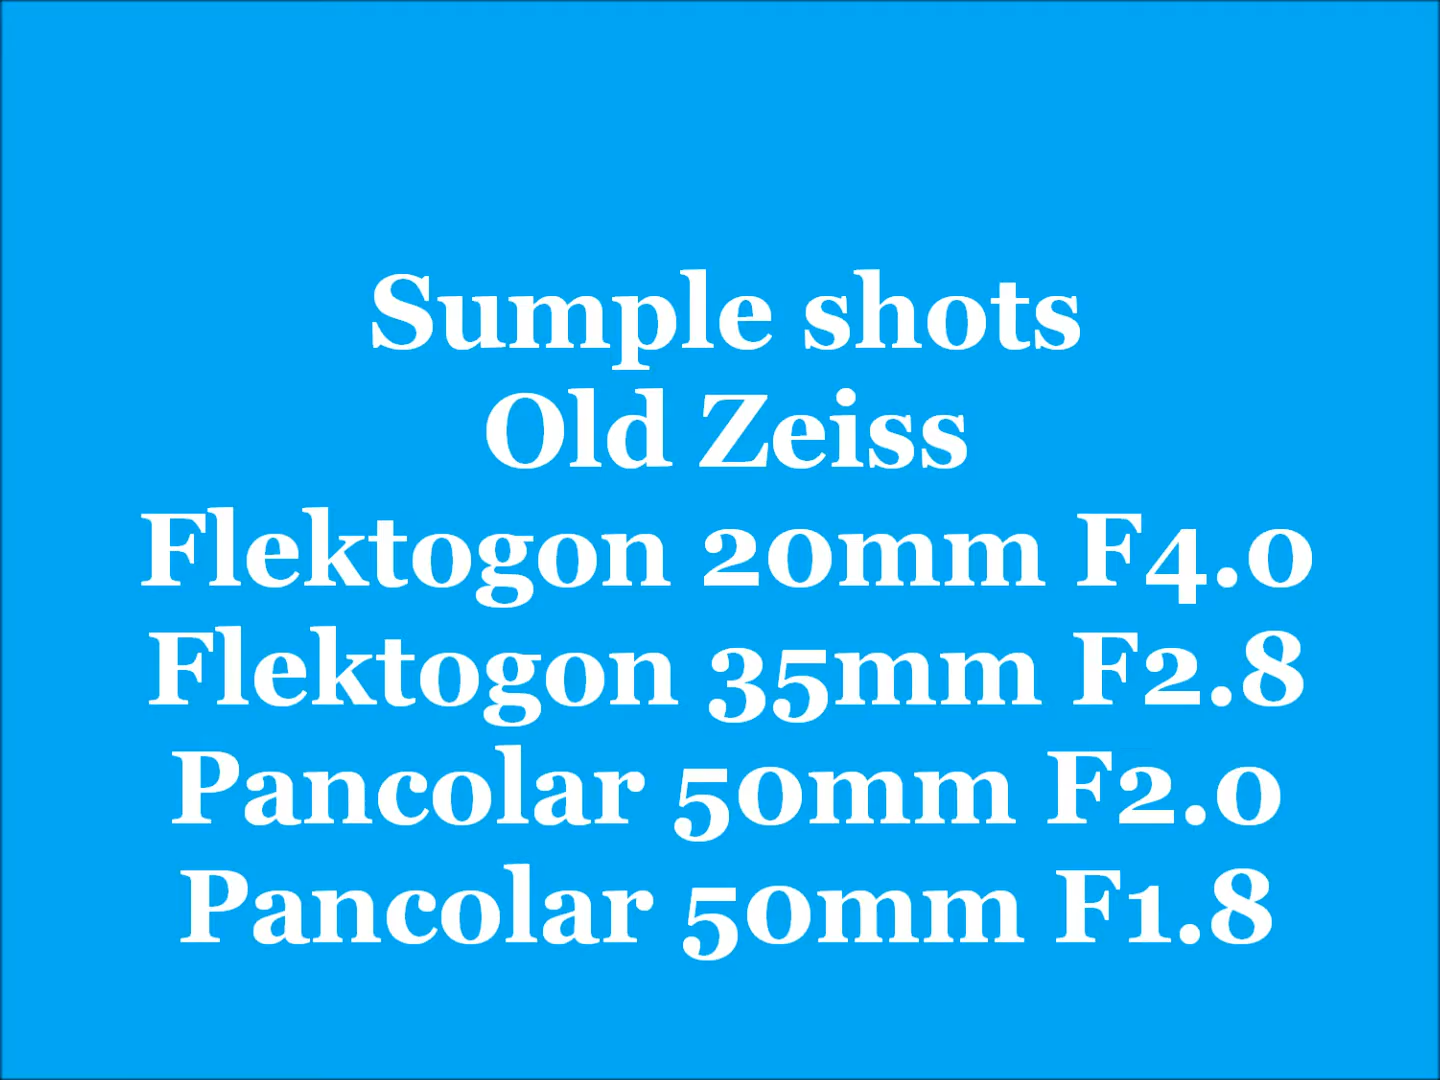 Sumple shots
Old Zeiss
Flektogon 20mm F4.0
Flektogon 35mm F2.8
Pancolar 50mm F2.0
Pancolar 50mm F1.8